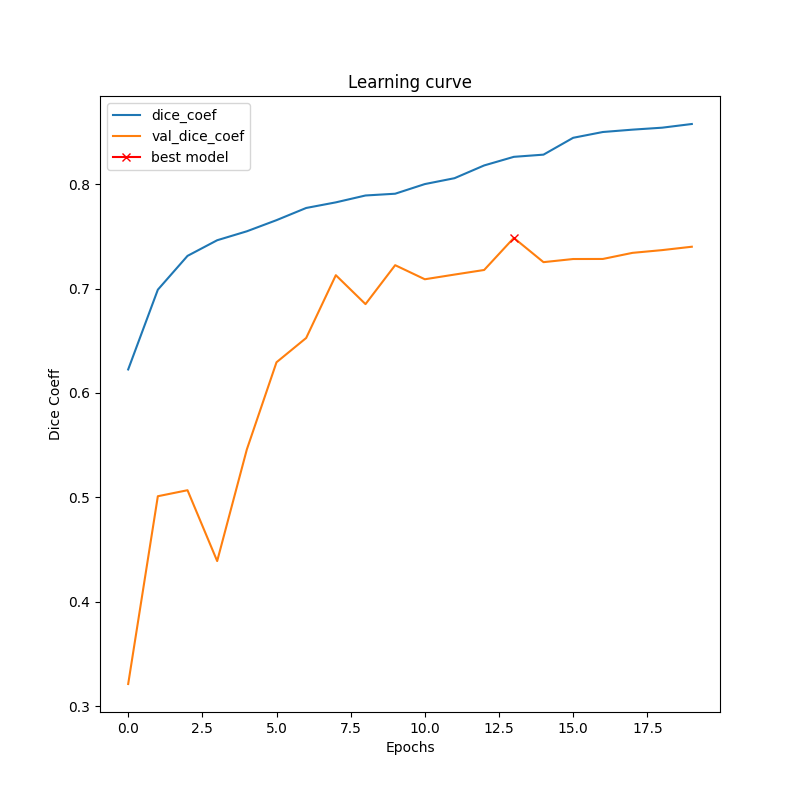 Learning curve
dice_coef
val_dice_coef
best model
0.8
0.7
0.6
0.5
0.4
0.3
Dice Coeff
0.0 2.5 5.0 7.5 10.0 12.5 15.0 17.5
Epochs